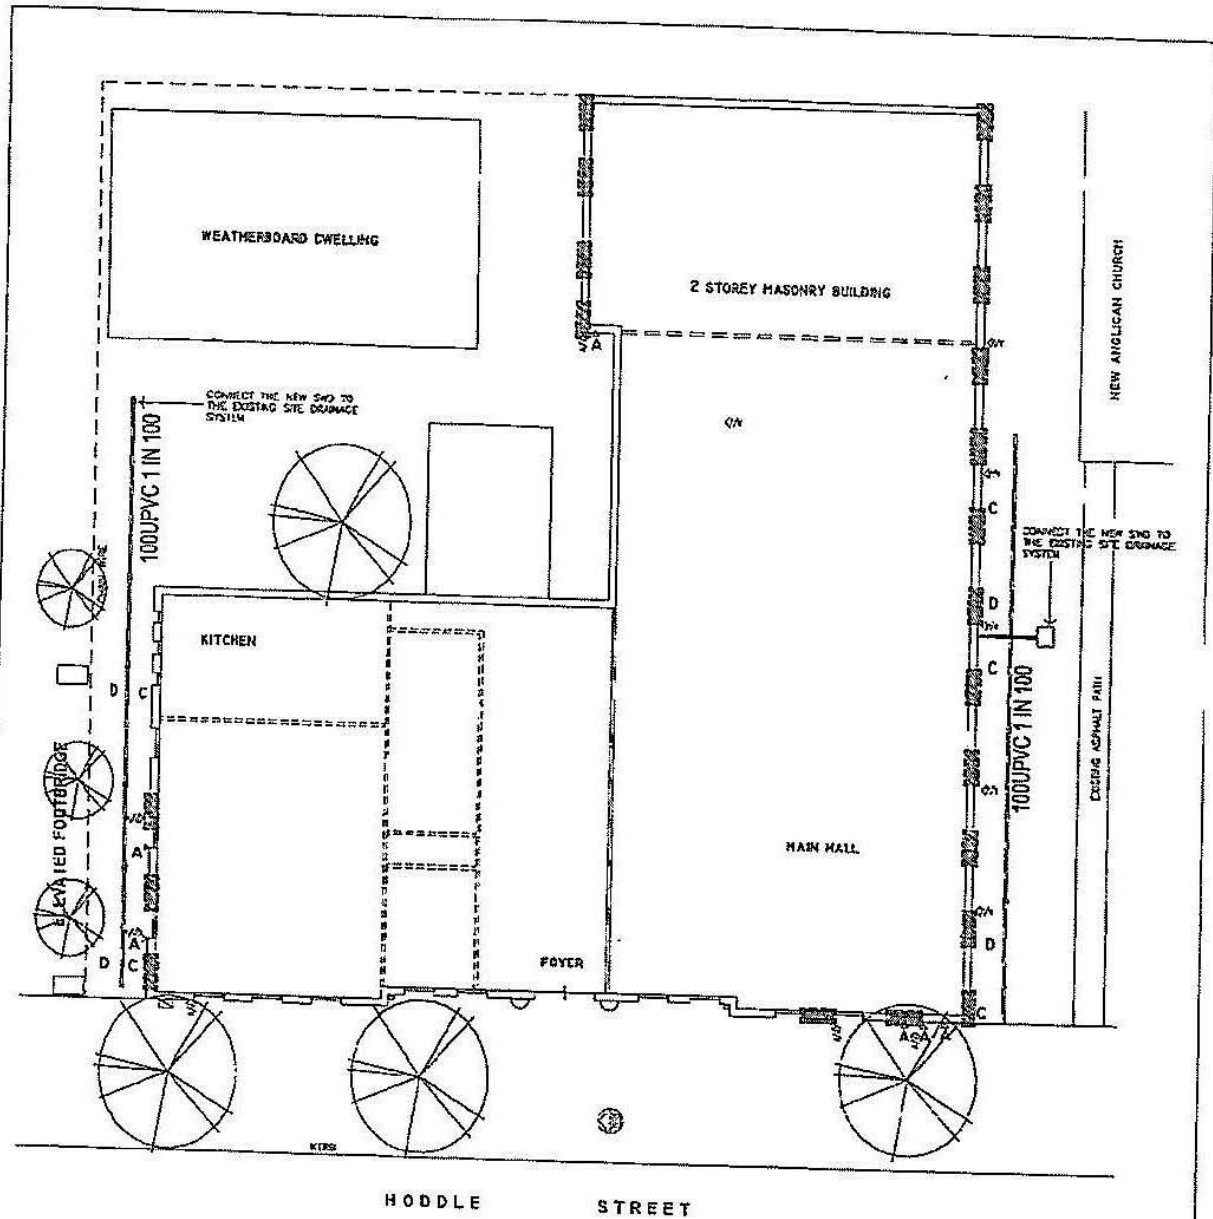 WEATHERBOARD DWELLING
2 STOREY MASONRY BUILDING
NEW ANGLICAN CHURCH
A
CONNECT THE NEW SWD TO
THE EXISTING SITE DRAINAGE
SYSTEM
100UPVC 1 IN 100
C
CONNECT THE NEW SWD TO
THE EXISTING SITE DRAINAGE
SYSTEM
D
KITCHEN
D
C
C
100UPVC 1 IN 100
EXISTING ASPHALT PATH
ELEVATED FOOTBRIDGE
A
MAIN HALL
A
D
C
D
FOYER
C
A
A/A
KERB
HODDLE STREET